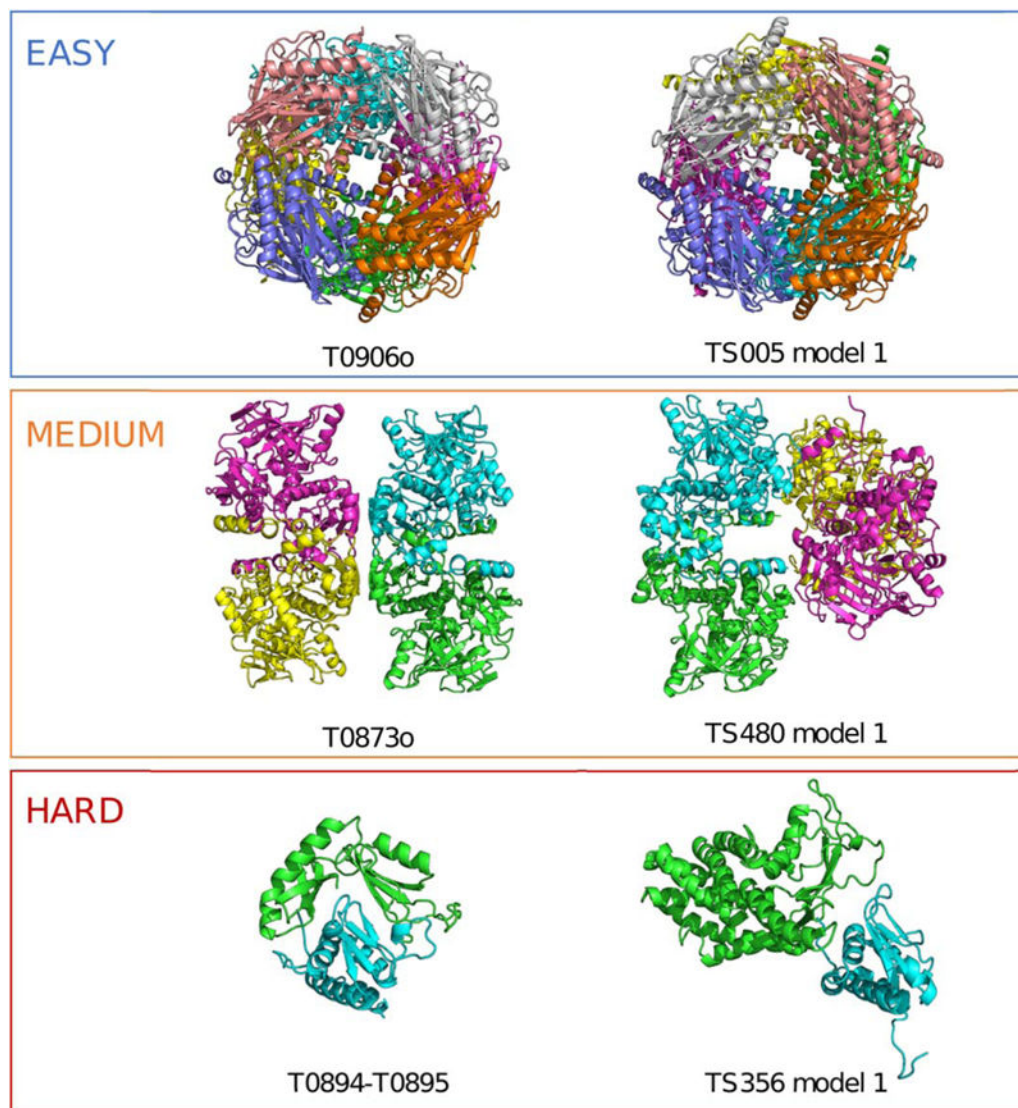 EASY
T0906o
TS005 model 1
MEDIUM
T0873o
TS480 model 1
HARD
T0894-T0895
TS356 model 1